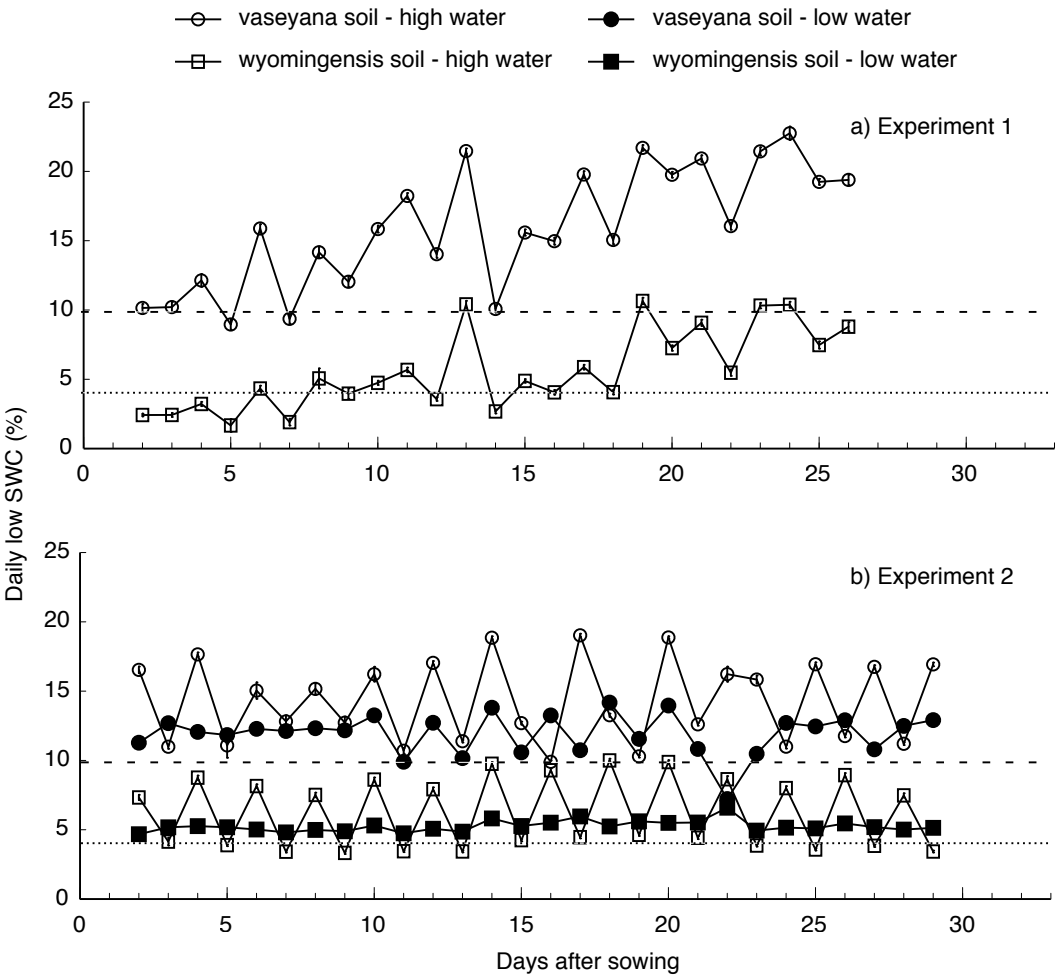 vaseyana soil - high water
vaseyana soil - low water
wyomingensis soil - high water
wyomingensis soil - low water
Daily low SWC (%)
a) Experiment 1
25
20
15
10
5
0
0 5 10 15 20 25 30
b) Experiment 2
25
20
15
10
5
0
0 5 10 15 20 25 30
Days after sowing